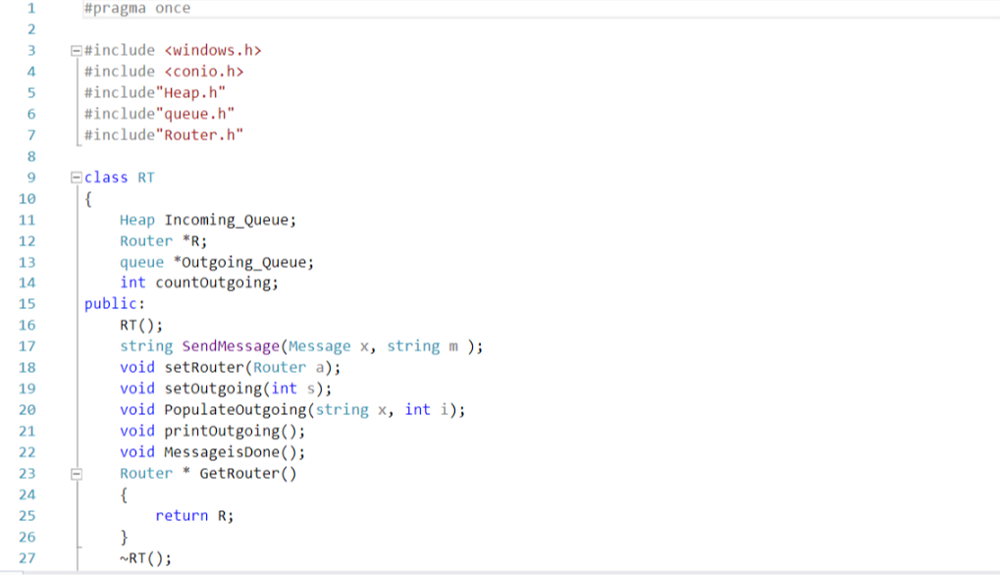 1 #pragma once
2
3 #include <windows.h>
4 #include <conio.h>
5 #include"Heap.h"
6 #include"queue.h"
7 #include"Router.h"
8
9 class RT
10 {
11 Heap Incoming_Queue;
12 Router *R;
13 queue *Outgoing_Queue;
14 int countOutgoing;
15 public:
16 RT();
17 string SendMessage(Message x, string m );
18 void setRouter(Router a);
19 void setOutgoing(int s);
20 void PopulateOutgoing(string x, int i);
21 void printOutgoing();
22 void MessageisDone();
23 Router * GetRouter()
24 {
25 return R;
26 }
27 ~RT();